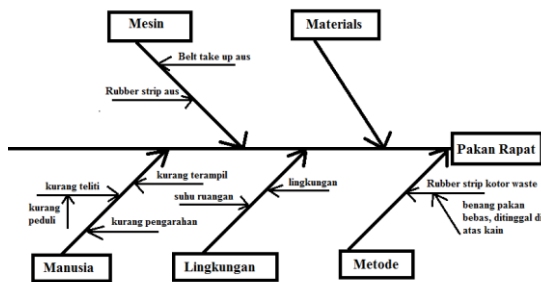 Mesin
Materials
Belt take up aus
Rubber strip aus
Pakan Rapat
kurang terampil
kurang teliti
kurang
peduli
kurang pengarahan
suhu ruangan
lingkungan
Rubber strip kotor waste
benang pakan
bebas, ditinggal di
atas kain
Manusia
Lingkungan
Metode